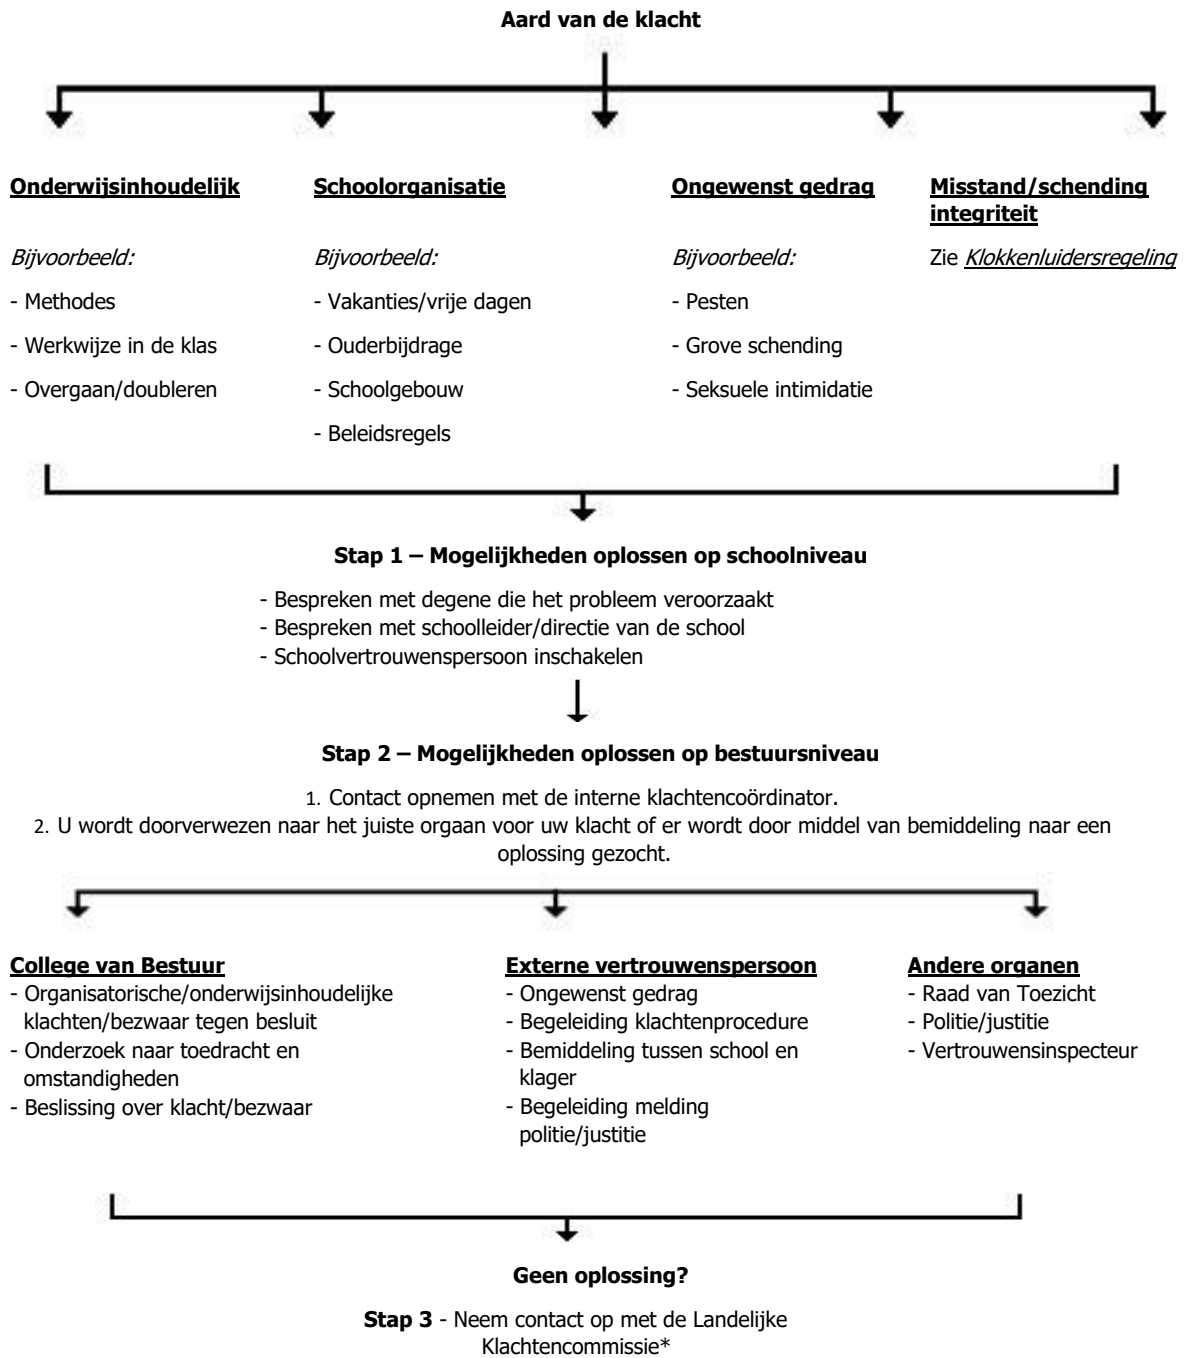 Aard van de klacht
Onderwijsinhoudelijk
Bijvoorbeeld:
- Methodes
- Werkwijze in de klas
- Overgaan/doubleren
Schoolorganisatie
Bijvoorbeeld:
- Vakanties/vrije dagen
- Ouderbijdrage
- Schoolgebouw
- Beleidsregels
Ongewenst gedrag
Bijvoorbeeld:
- Pesten
- Grove schending
- Seksuele intimidatie
Misstand/schending
integriteit
Zie Klokkenluidersregeling
Stap 1 – Mogelijkheden oplossen op schoolniveau
- Bespreken met degene die het probleem veroorzaakt
- Bespreken met schoolleider/directie van de school
- Schoolvertrouwenspersoon inschakelen
Stap 2 – Mogelijkheden oplossen op bestuursniveau
1. Contact opnemen met de interne klachtencoördinator.
2. U wordt doorverwezen naar het juiste orgaan voor uw klacht of er wordt door middel van bemiddeling naar een
oplossing gezocht.
College van Bestuur
- Organisatorische/onderwijsinhoudelijke
klachten/bezwaar tegen besluit
- Onderzoek naar toedracht en
omstandigheden
- Beslissing over klacht/bezwaar
Externe vertrouwenspersoon
- Ongewenst gedrag
- Begeleiding klachtenprocedure
- Bemiddeling tussen school en
klager
- Begeleiding melding
politie/justitie
Andere organen
- Raad van Toezicht
- Politie/justitie
- Vertrouwensinspecteur
Geen oplossing?
Stap 3 - Neem contact op met de Landelijke
Klachtencommissie*